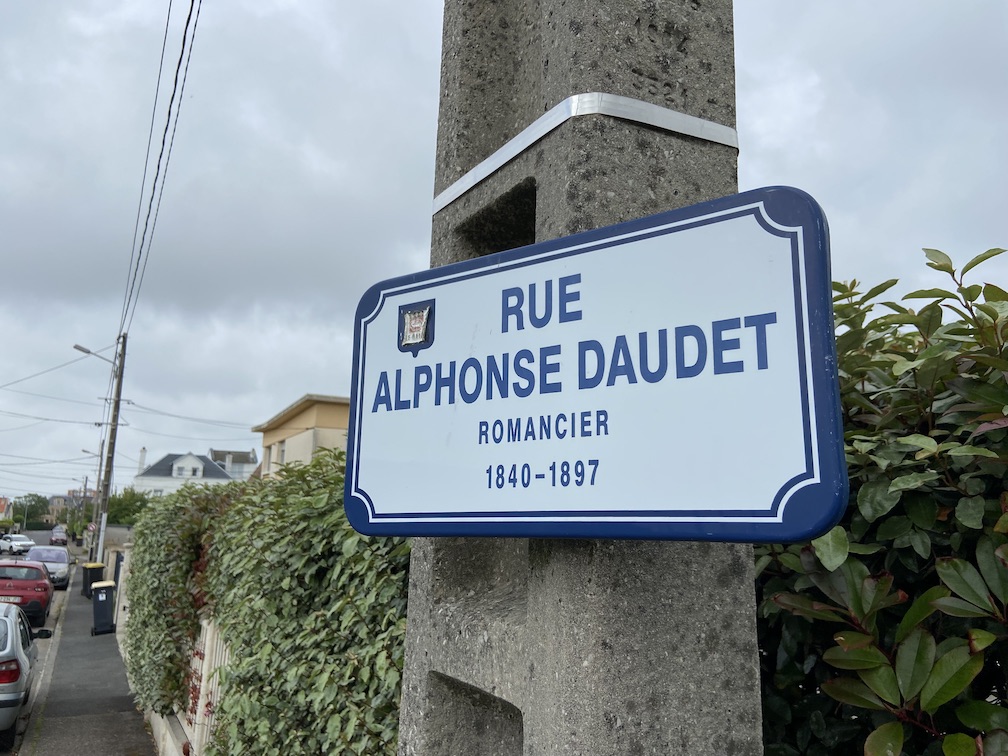 RUE
ALPHONSE DAUDET
ROMANCIER
1840-1897